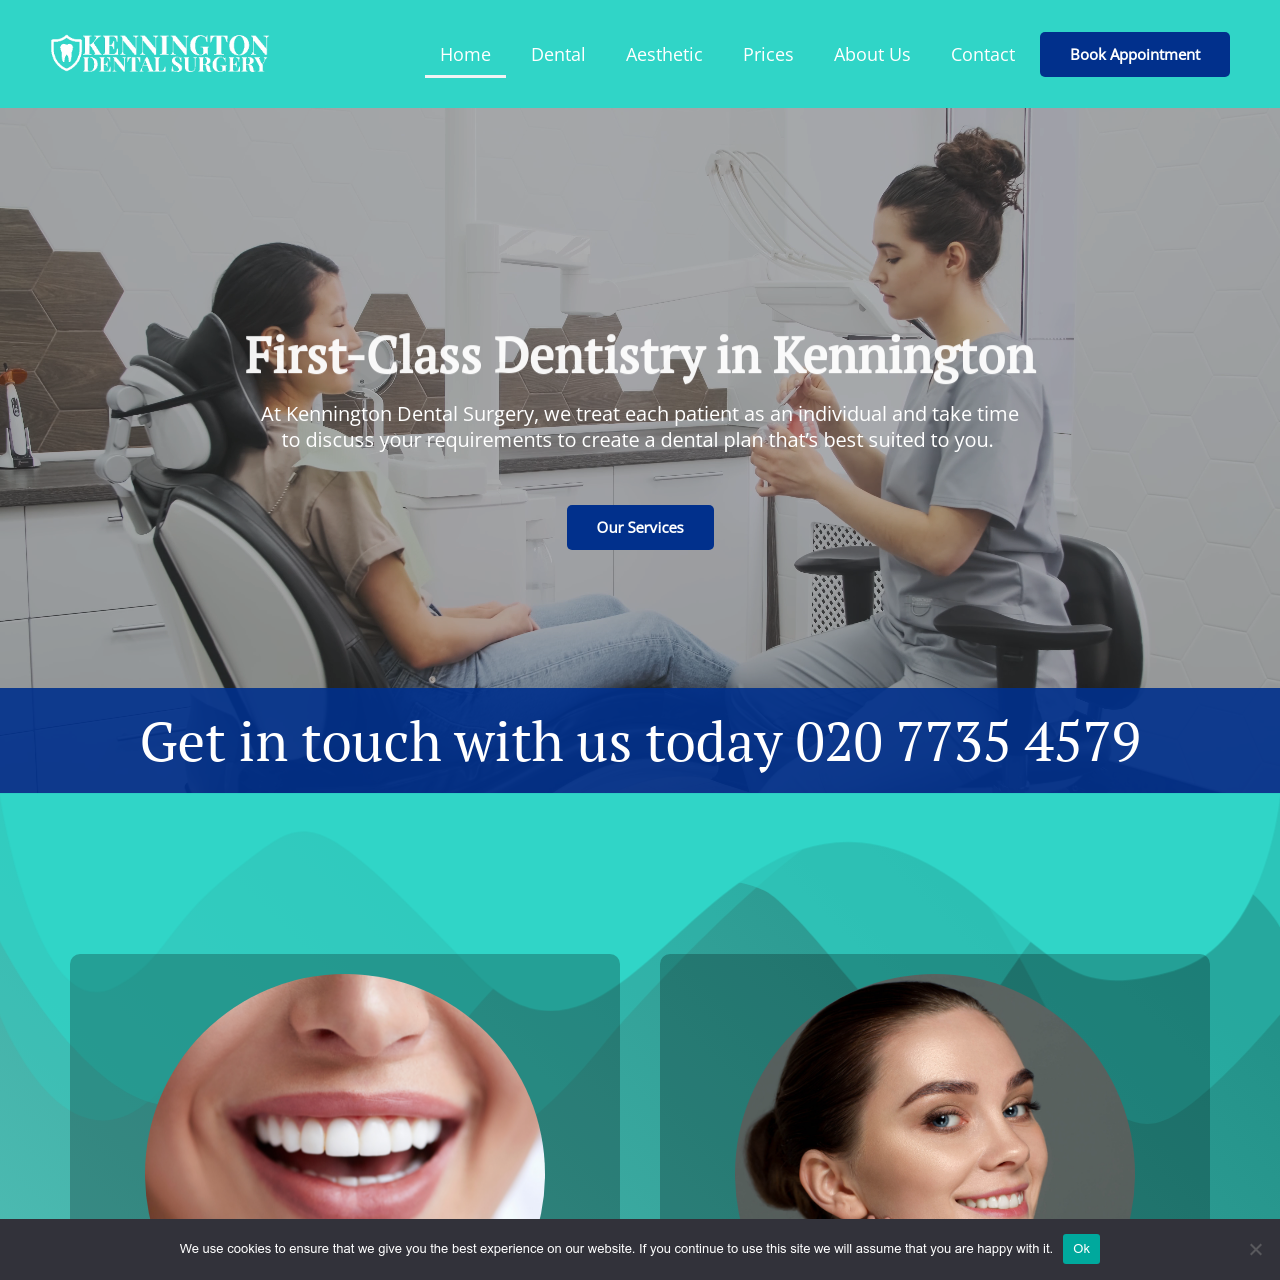 KENNINGTON
DENTAL SURGERY
Home
Dental
Aesthetic
Prices
About Us
Contact
Book Appointment
First-Class Dentistry in Kennington
At Kennington Dental Surgery, we treat each patient as an individual and take time
to discuss your requirements to create a dental plan that’s best suited to you.
Our Services
Get in touch with us today 020 7735 4579
We use cookies to ensure that we give you the best experience on our website. If you continue to use this site we will assume that you are happy with it.
Ok